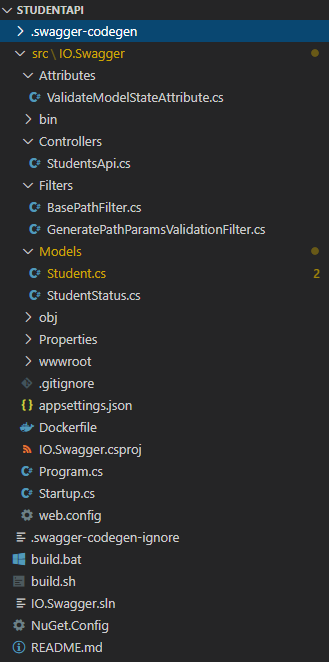 STUDENTAPI
.swagger-codegen
src \ IO.Swagger
Attributes
ValidateModelStateAttribute.cs
bin
Controllers
StudentsApi.cs
Filters
BasePathFilter.cs
GeneratePathParamsValidationFilter.cs
Models
Student.cs 2
StudentStatus.cs
obj
Properties
wwwroot
.gitignore
appsettings.json
Dockerfile
IO.Swagger.csproj
Program.cs
Startup.cs
web.config
.swagger-codegen-ignore
build.bat
build.sh
IO.Swagger.sln
NuGet.Config
README.md